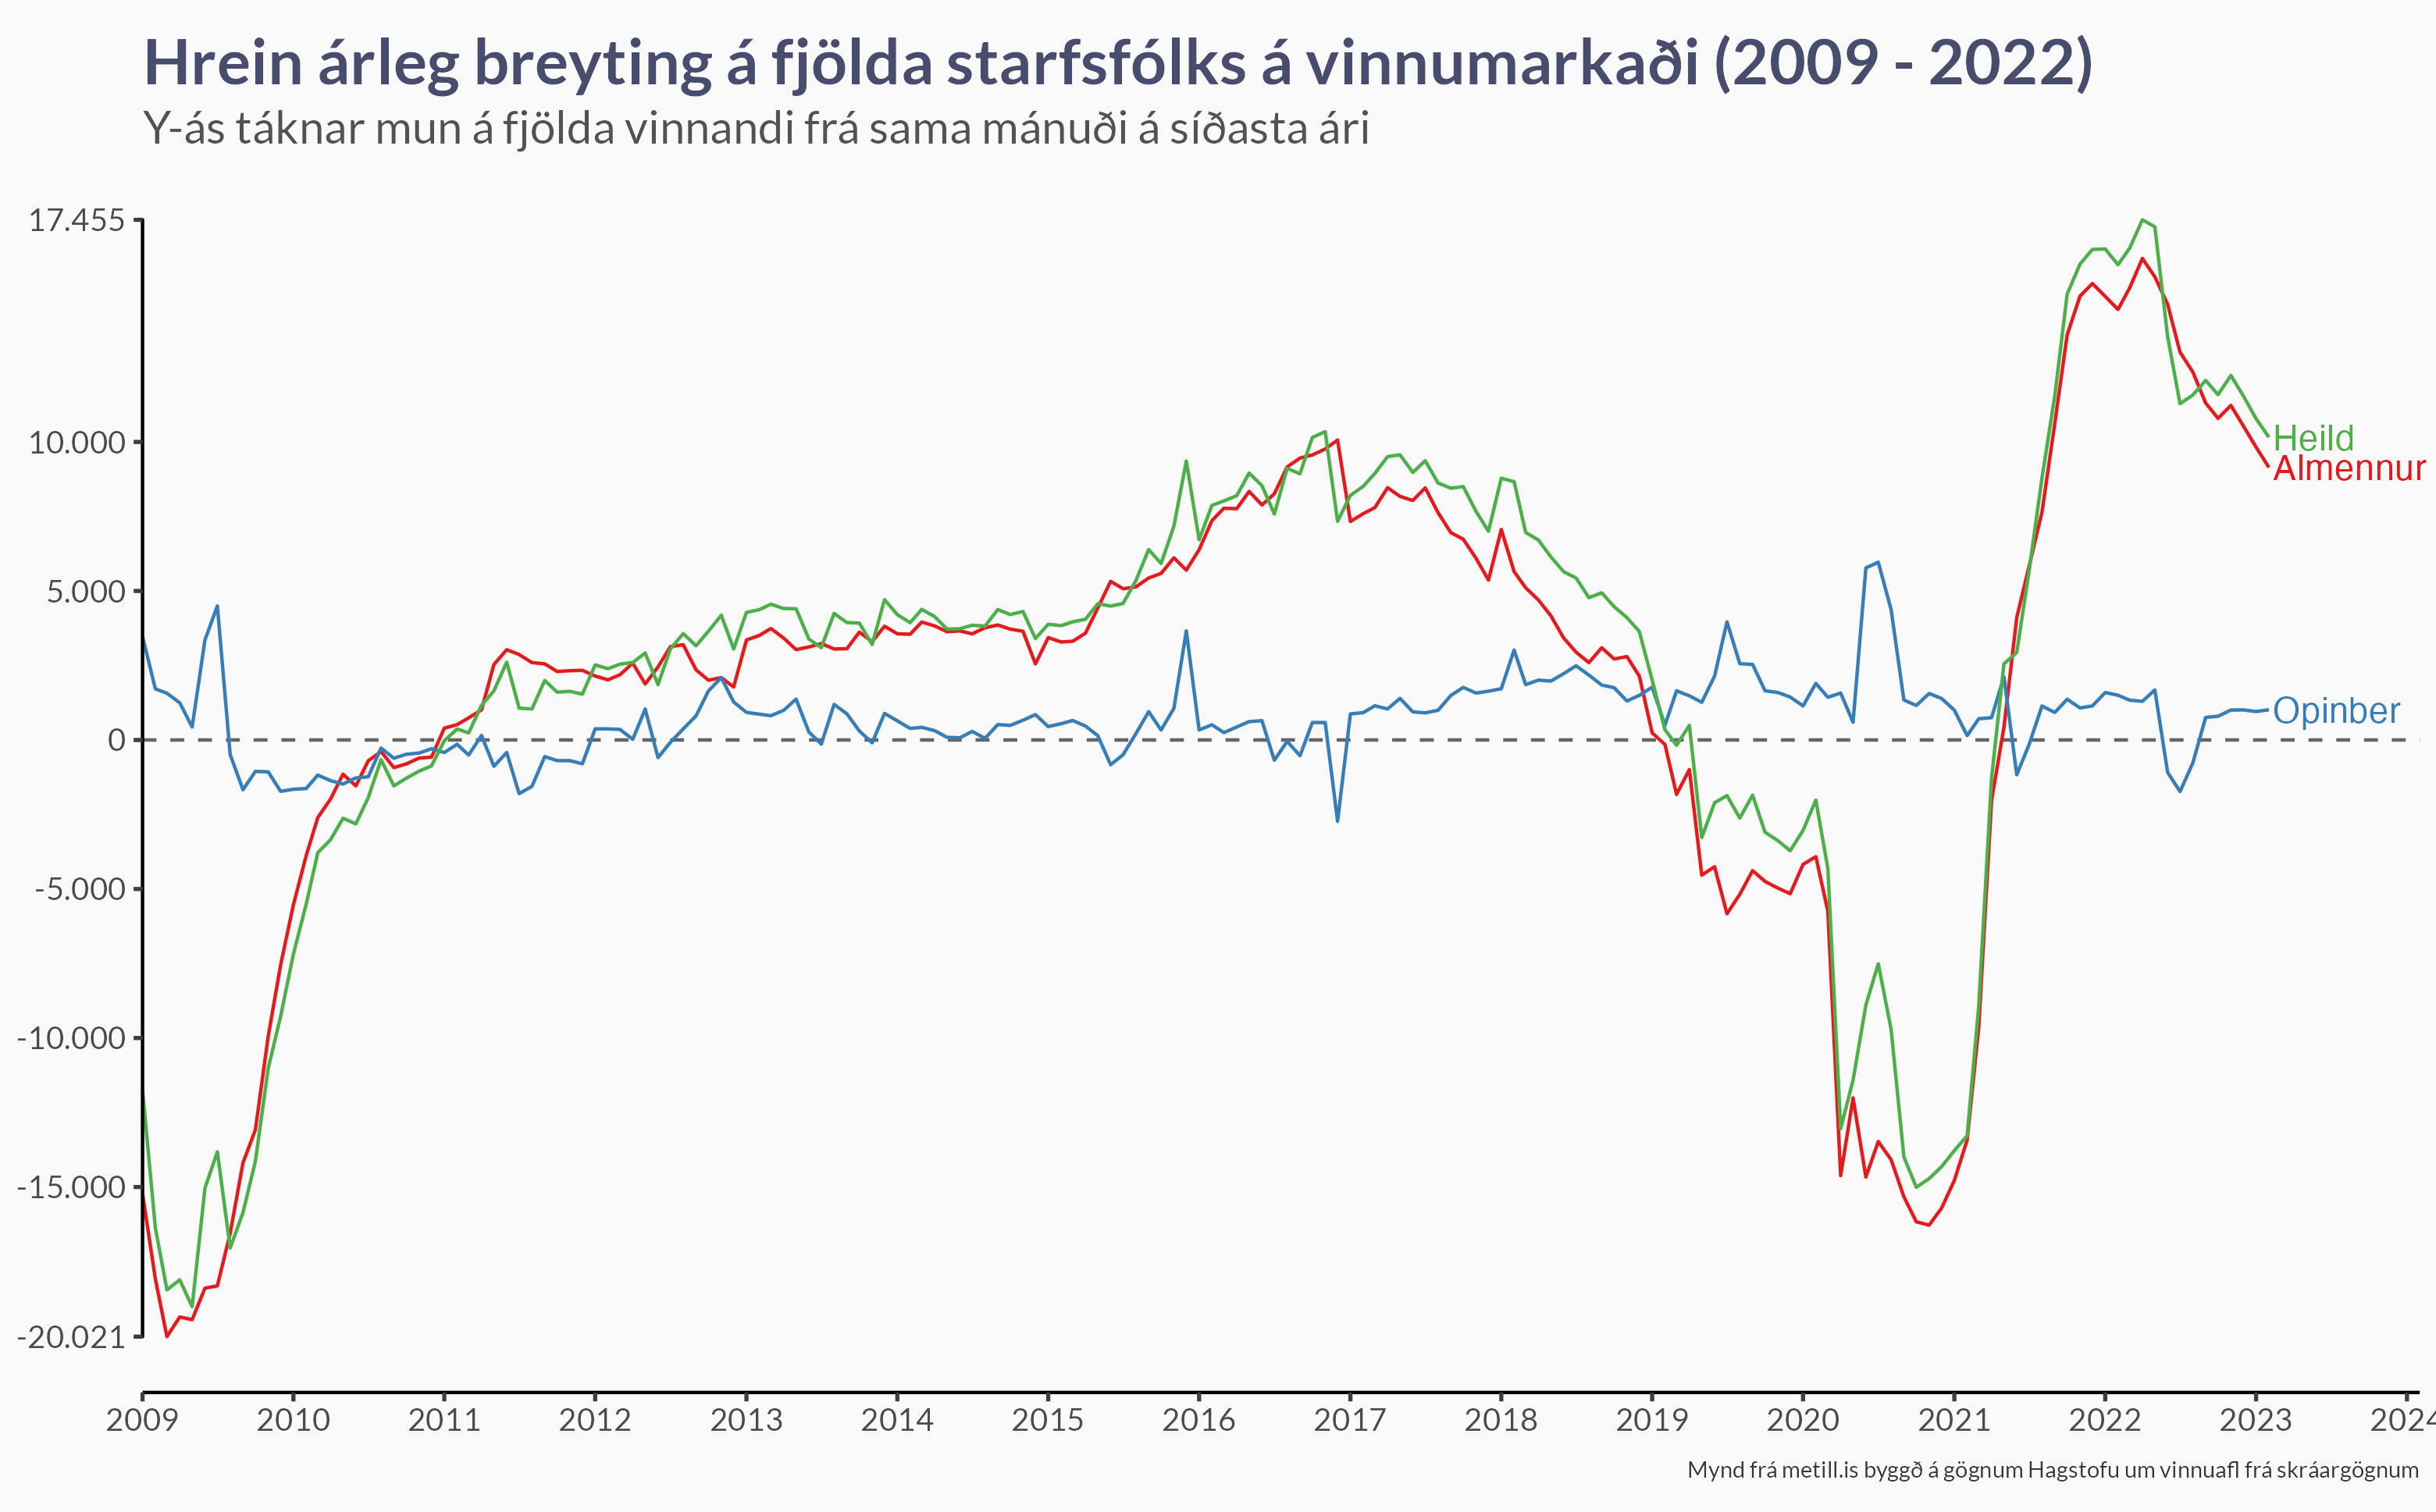 Hrein árleg breyting á fjölda starfsfólks á vinnumarkaði (2009 - 2022)
Y-ás táknar mun á fjölda vinnandi frá sama mánuði á síðasta ári
17.455
10.000
5.000
0
-5.000
-10.000
-15.000
-20.021
Heild
Almennur
Opinber
2009 2010 2011 2012 2013 2014 2015 2016 2017 2018 2019 2020 2021 2022 2023 2024
Mynd frá metill.is byggð á gögnum Hagstofu um vinnuafl frá skráargögnum